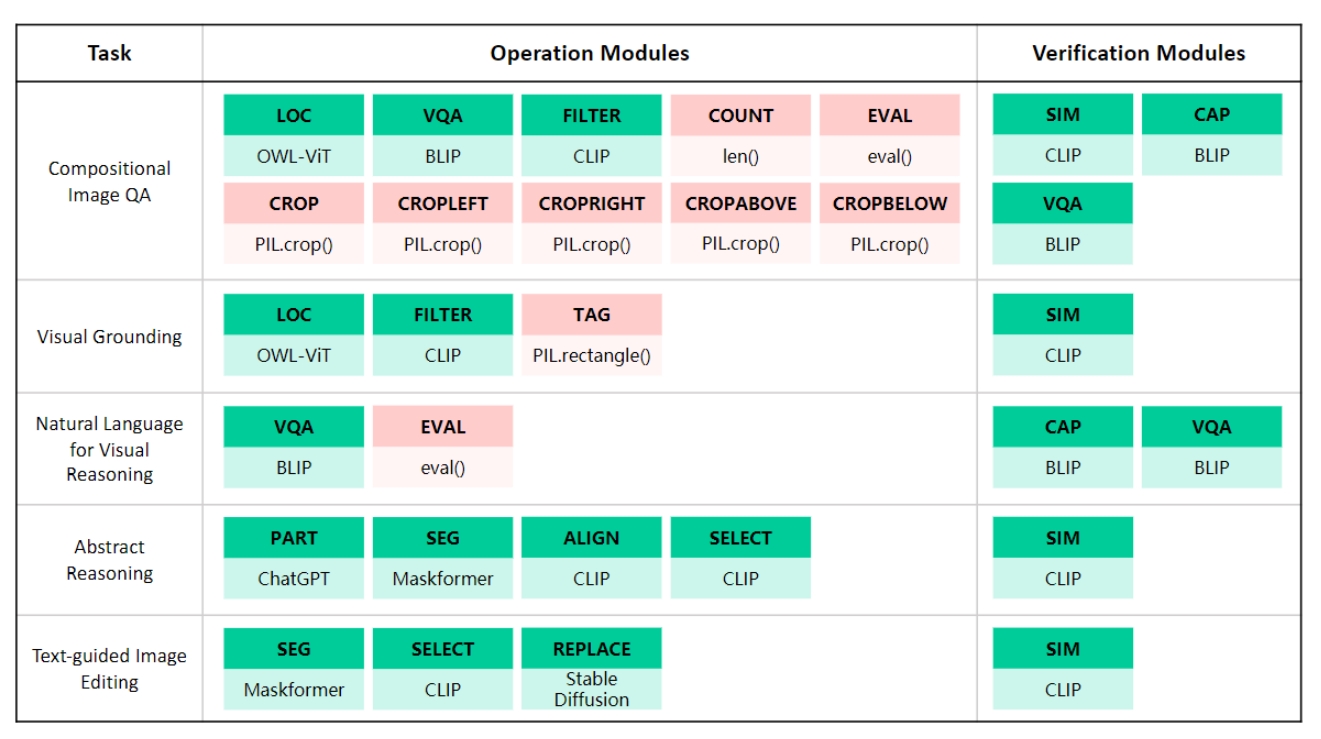 Task Operation Modules Verification Modules
Compositional
Image QA
LOC VQA FILTER COUNT EVAL
OWL-ViT BLIP CLIP len() eval()
CROP CROPLEFT CROPRIGHT CROPABOVE CROPBELOW
PIL.crop() PIL.crop() PIL.crop() PIL.crop() PIL.crop()
SIM CAP
CLIP BLIP
VQA
BLIP
Visual Grounding
LOC FILTER TAG
OWL-ViT CLIP PIL.rectangle()
SIM
CLIP
Natural Language
for Visual
Reasoning
VQA EVAL
BLIP eval()
CAP VQA
BLIP BLIP
Abstract
Reasoning
PART SEG ALIGN SELECT
ChatGPT Maskformer CLIP CLIP
SIM
CLIP
Text-guided Image
Editing
SEG SELECT REPLACE
Maskformer CLIP Stable
Diffusion
SIM
CLIP